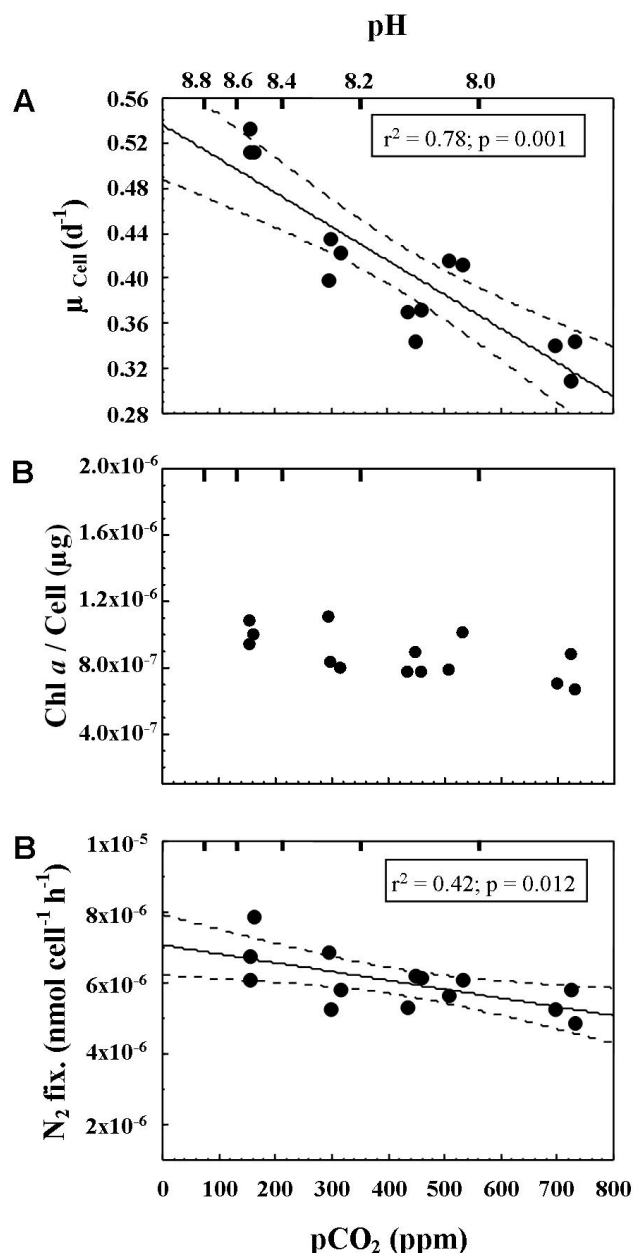 pH
8.8 8.6 8.4 8.2 8.0
A
0.56
0.52
0.48
0.44
0.40
0.36
0.32
0.28
μ Cell (d⁻¹)
r² = 0.78; p = 0.001
B
2.0x10⁻⁶
1.6x10⁻⁶
1.2x10⁻⁶
8.0x10⁻⁷
4.0x10⁻⁷
Chl a / Cell (μg)
B
1x10⁻⁵
8x10⁻⁶
6x10⁻⁶
4x10⁻⁶
2x10⁻⁶
N₂ fix. (nmol cell⁻¹ h⁻¹)
r² = 0.42; p = 0.012
0 100 200 300 400 500 600 700 800
pCO₂ (ppm)